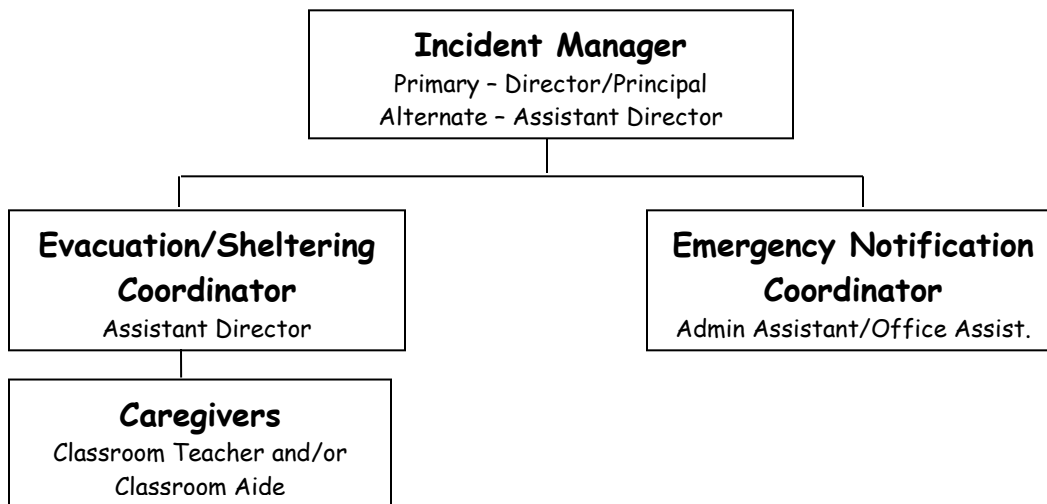 Incident Manager
Primary – Director/Principal
Alternate – Assistant Director
Evacuation/Sheltering
Coordinator
Assistant Director
Emergency Notification
Coordinator
Admin Assistant/Office Assist.
Caregivers
Classroom Teacher and/or
Classroom Aide